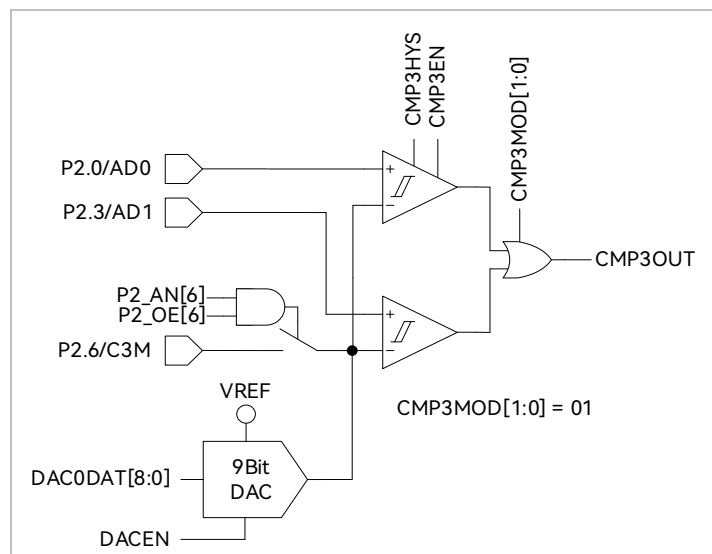 CMP3HYS
CMP3EN
CMP3MOD[1:0]
P2.0/AD0
+
−
P2.3/AD1
CMP3OUT
P2_AN[6]
P2_OE[6]
+
−
P2.6/C3M
VREF
CMP3MOD[1:0] = 01
9Bit
DAC
DAC0DAT[8:0]
DACEN